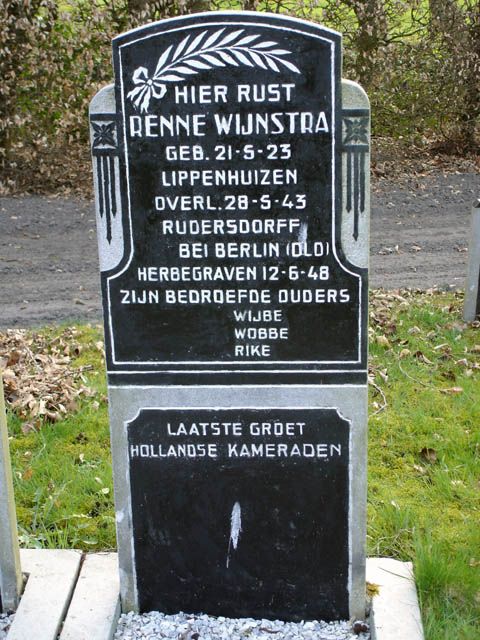 HIER RUST
RENNE WIJNSTRA
GEB. 21-5-23
LIPPENHUIZEN
OVERL. 28-5-43
RUDERSDORFF
BEI BERLIN (DLD)
HERBEGRAVEN 12-6-48
ZIJN BEDROEFDE OUDERS
WIJBE
WOBBE
RIKE
LAATSTE GROET
HOLLANDSE KAMERADEN